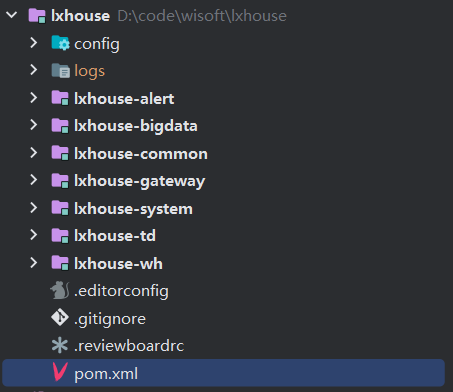 lxhouse D:\code\wisoft\lxhouse
config
logs
lxhouse-alert
lxhouse-bigdata
lxhouse-common
lxhouse-gateway
lxhouse-system
lxhouse-td
lxhouse-wh
.editorconfig
.gitignore
.reviewboardrc
pom.xml